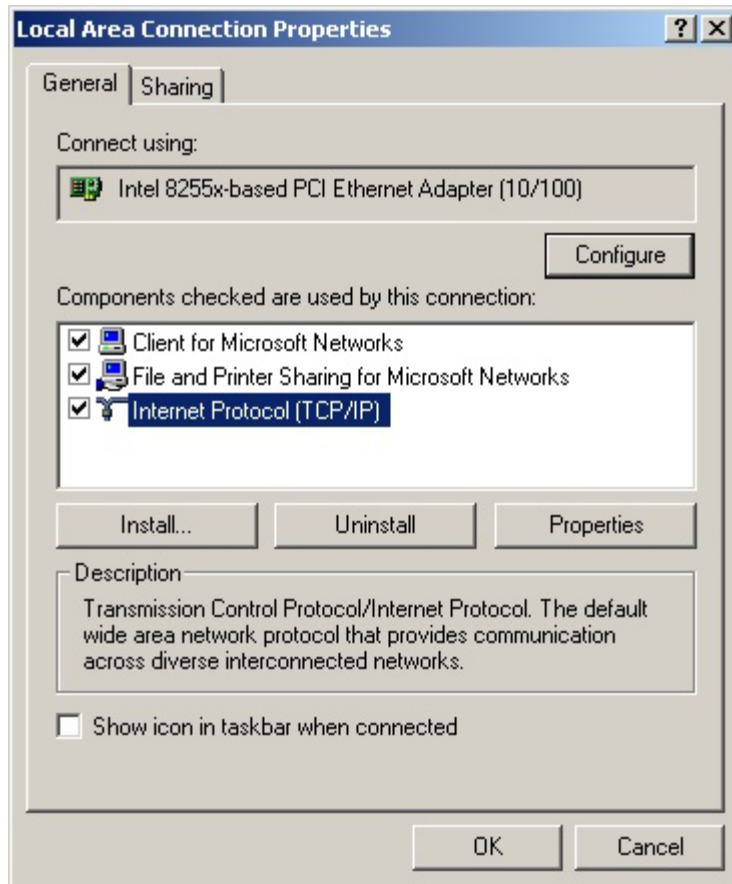 Local Area Connection Properties
General
Sharing
Connect using:
Intel 8255x-based PCI Ethernet Adapter (10/100)
Configure
Components checked are used by this connection:
Client for Microsoft Networks
File and Printer Sharing for Microsoft Networks
Internet Protocol (TCP/IP)
Install...
Uninstall
Properties
Description
Transmission Control Protocol/Internet Protocol. The default
wide area network protocol that provides communication
across diverse interconnected networks.
Show icon in taskbar when connected
OK
Cancel